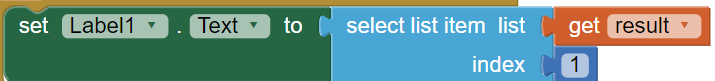 set Label1 . Text to select list item list get result
index 1